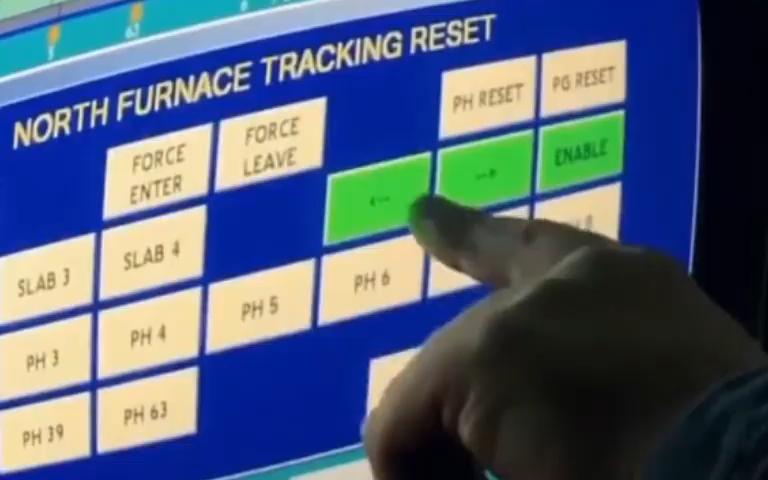 NORTH FURNACE TRACKING RESET
PH RESET
PG RESET
FORCE
ENTER
FORCE
LEAVE
←
→
ENABLE
SLAB 3
SLAB 4
PH 3
PH 4
PH 5
PH 6
PH 39
PH 63
63